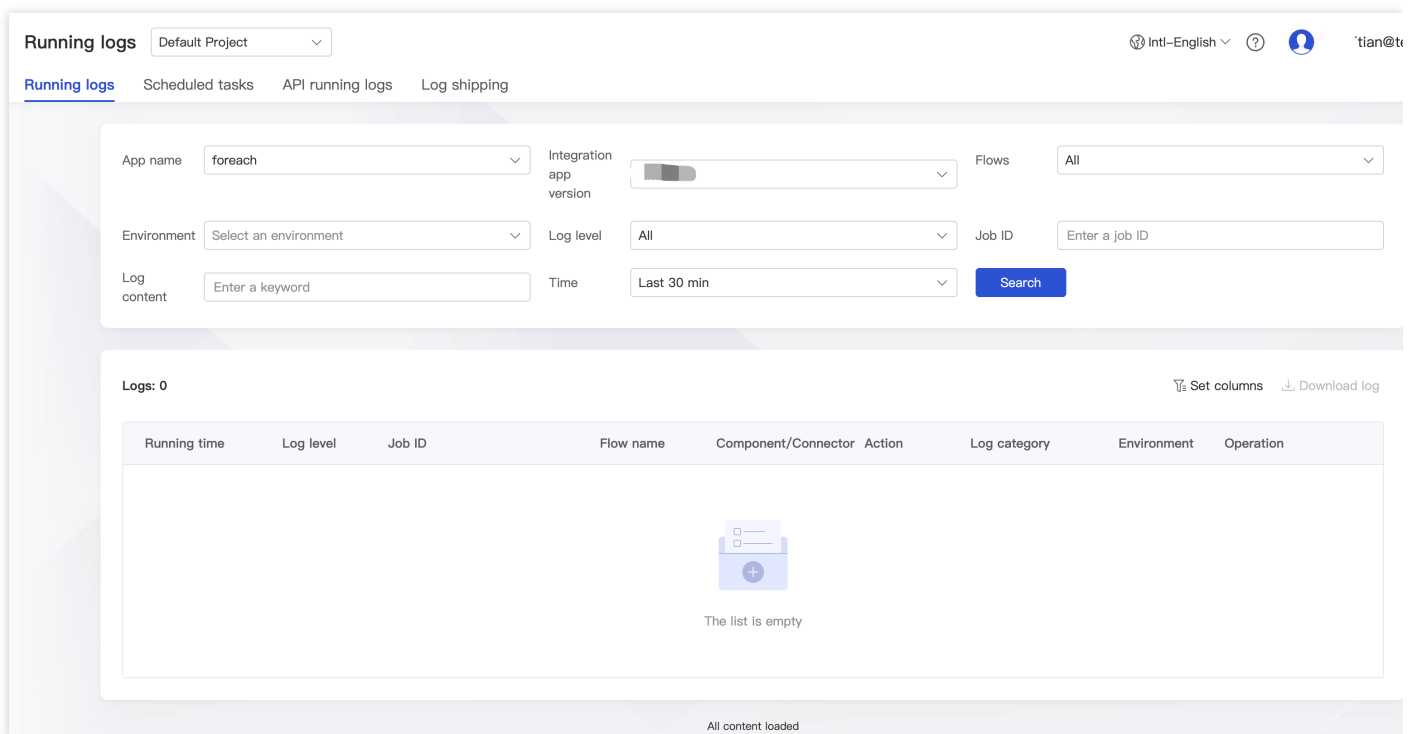 Running logs
Default Project
Intl-English
Running logs
Scheduled tasks
API running logs
Log shipping
App name
foreach
Integration
app
version
Flows
All
Environment
Select an environment
Log level
All
Job ID
Enter a job ID
Log
content
Enter a keyword
Time
Last 30 min
Search
Logs: 0
Set columns
Download log
Running time
Log level
Job ID
Flow name
Component/Connector
Action
Log category
Environment
Operation
The list is empty
All content loaded